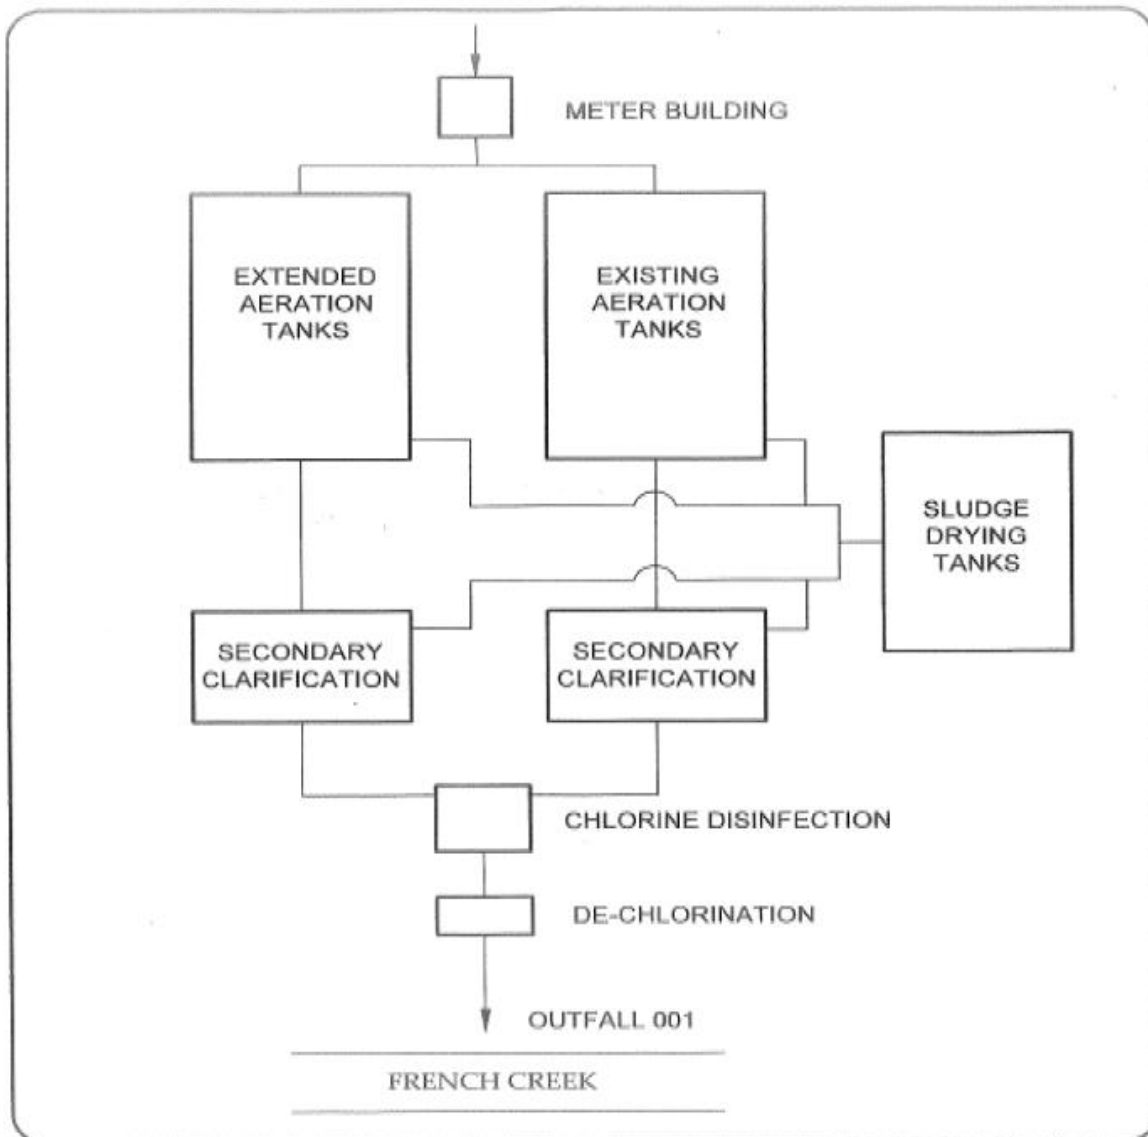 METER BUILDING
EXTENDED
AERATION
TANKS
EXISTING
AERATION
TANKS
SLUDGE
DRYING
TANKS
SECONDARY
CLARIFICATION
SECONDARY
CLARIFICATION
CHLORINE DISINFECTION
DE-CHLORINATION
OUTFALL 001
FRENCH CREEK